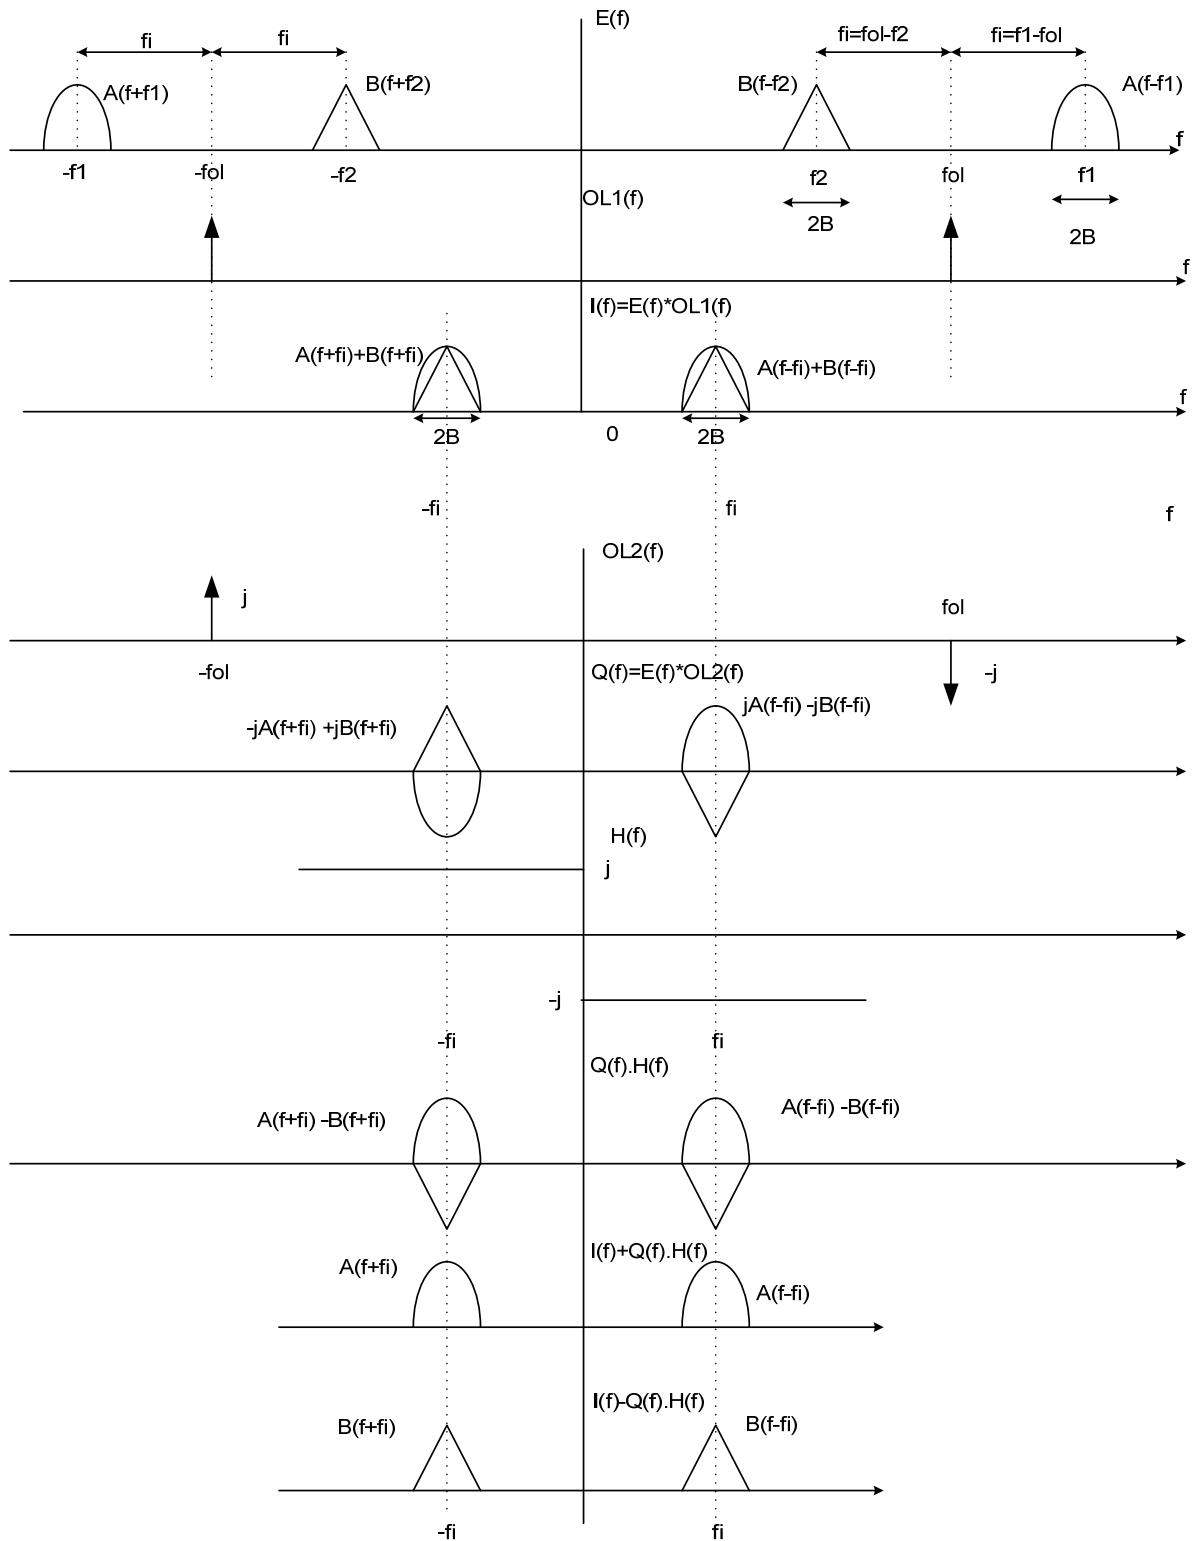 E(f)
fi
fi
fi=fol-f2
fi=f1-fol
A(f+f1)
B(f+f2)
B(f-f2)
A(f-f1)
f
-f1
-fol
-f2
f2
fol
f1
OL1(f)
2B
2B
f
I(f)=E(f)*OL1(f)
A(f+fi)+B(f+fi)
A(f-fi)+B(f-fi)
f
2B
0
2B
-fi
fi
f
OL2(f)
j
fol
-fol
Q(f)=E(f)*OL2(f)
-j
-jA(f+fi) +jB(f+fi)
jA(f-fi) -jB(f-fi)
H(f)
j
-j
-fi
fi
Q(f).H(f)
A(f+fi) -B(f+fi)
A(f-fi) -B(f-fi)
I(f)+Q(f).H(f)
A(f+fi)
A(f-fi)
I(f)-Q(f).H(f)
B(f+fi)
B(f-fi)
-fi
fi